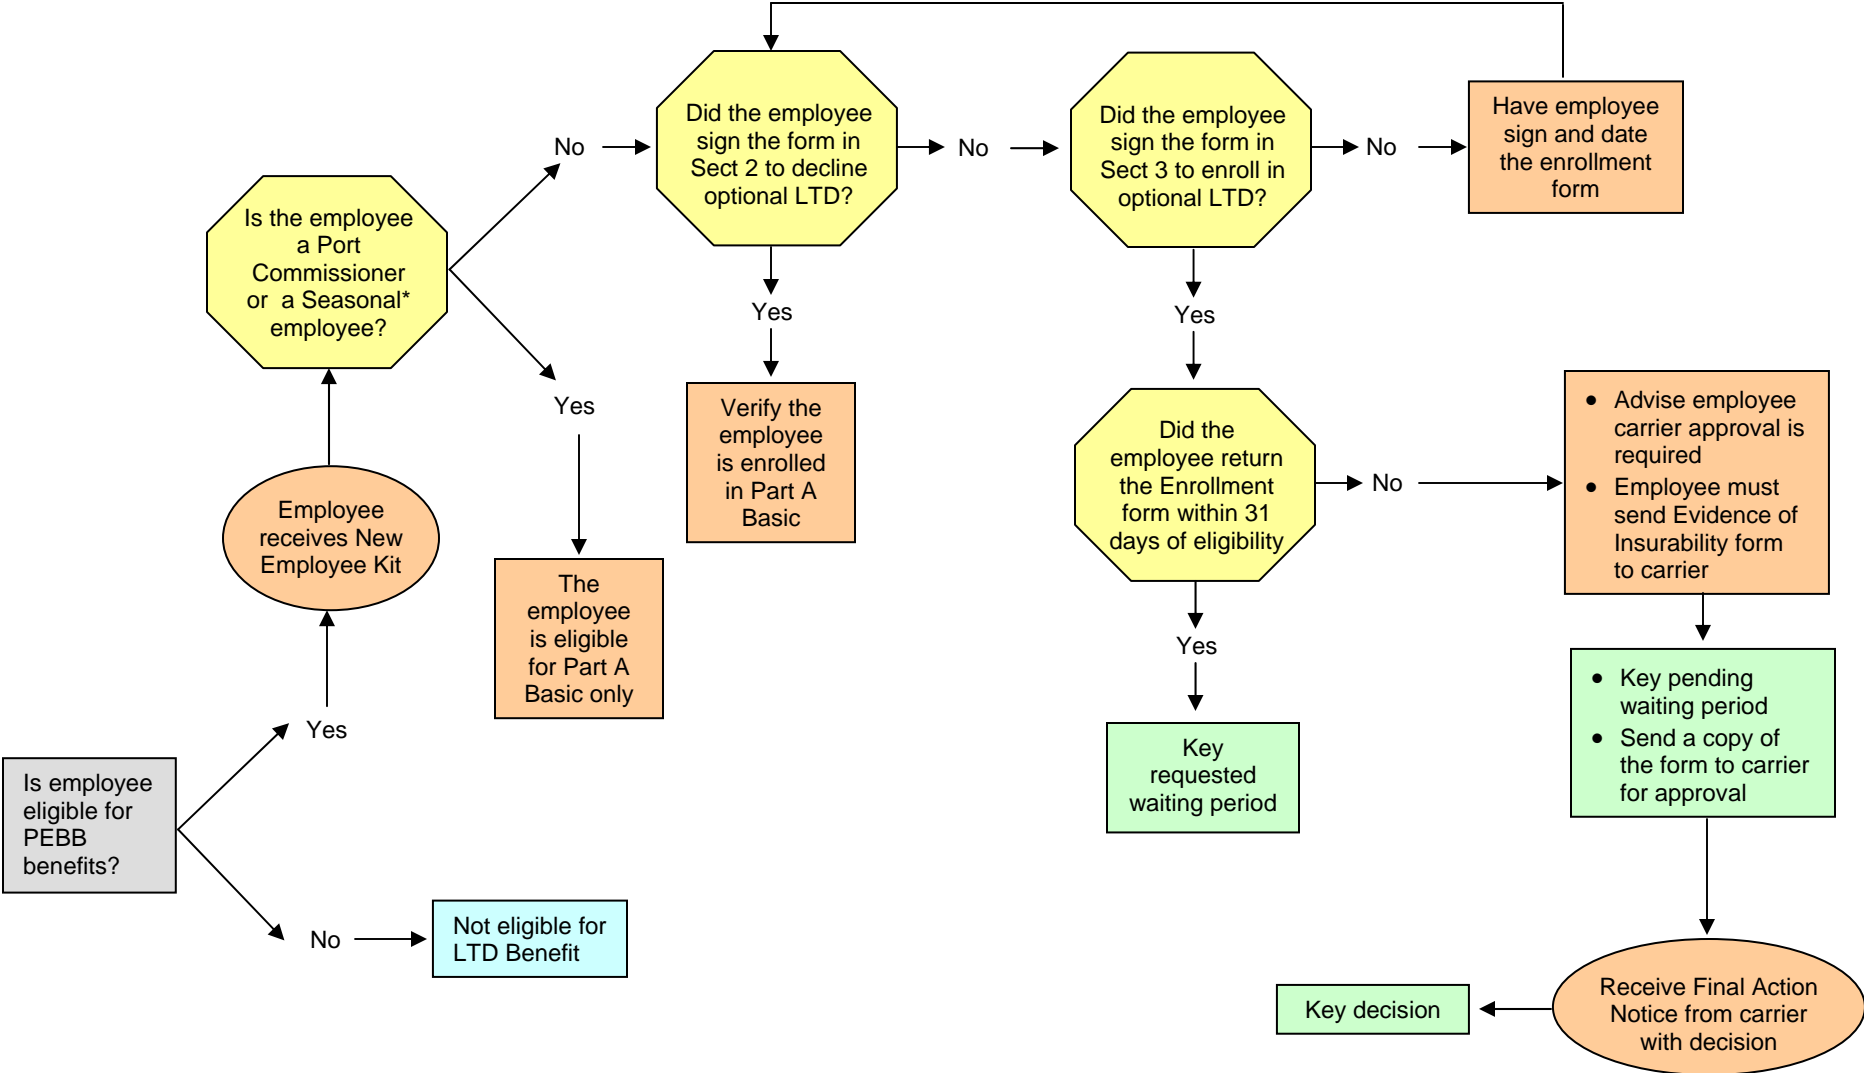 Is employee
eligible for
PEBB
benefits?
Yes
No
Not eligible for
LTD Benefit
Employee
receives New
Employee Kit
Is the employee
a Port
Commissioner
or a Seasonal*
employee?
No
Yes
The
employee
is eligible
for Part A
Basic only
Did the employee
sign the form in
Sect 2 to decline
optional LTD?
No
Yes
Verify the
employee
is enrolled
in Part A
Basic
Did the employee
sign the form in
Sect 3 to enroll in
optional LTD?
No
Have employee
sign and date
the enrollment
form
Yes
Did the
employee return
the Enrollment
form within 31
days of eligibility
No
Yes
Key
requested
waiting period
• Advise employee
carrier approval is
required
• Employee must
send Evidence of
Insurability form
to carrier
• Key pending
waiting period
• Send a copy of
the form to carrier
for approval
Receive Final Action
Notice from carrier
with decision
Key decision